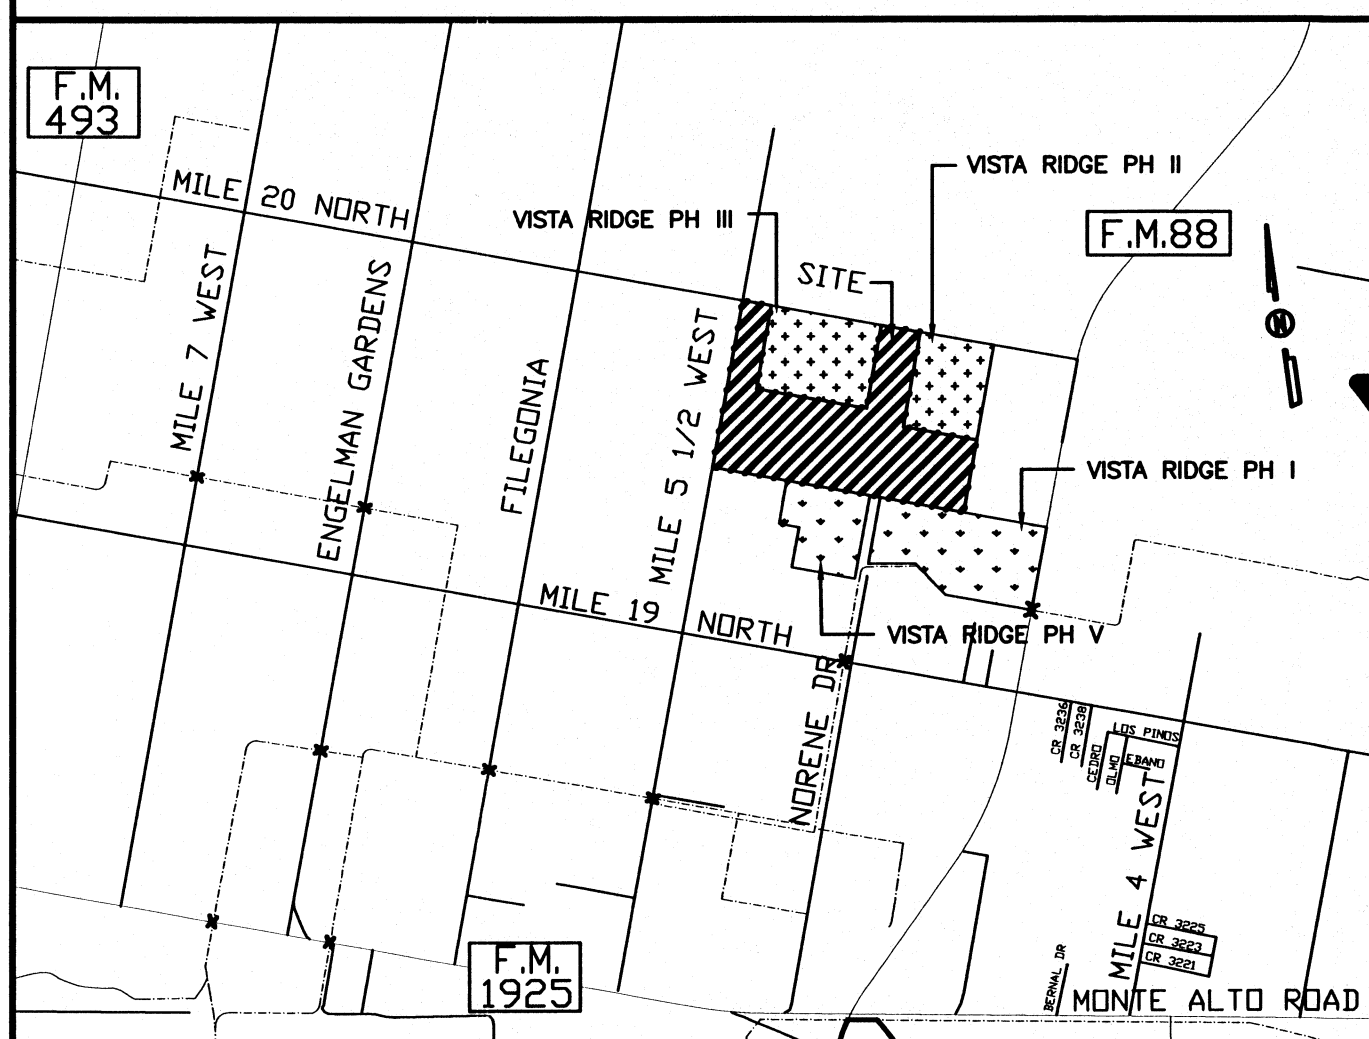 F.M.
493
VISTA RIDGE PH II
MILE 20 NORTH
VISTA RIDGE PH III
F.M.88
SITE
MILE 7 WEST
ENGELMAN GARDENS
FILEGONIA
MILE 5 1/2 WEST
N
VISTA RIDGE PH I
MILE 19 NORTH
VISTA RIDGE PH V
NORENE DR
CR 3236
CR 3238
CEDRO
OLMO
LOS PINOS
EBANO
MILE 4 WEST
CR 3225
CR 3223
CR 3221
BERNAL DR
F.M.
1925
MONTE ALTO ROAD